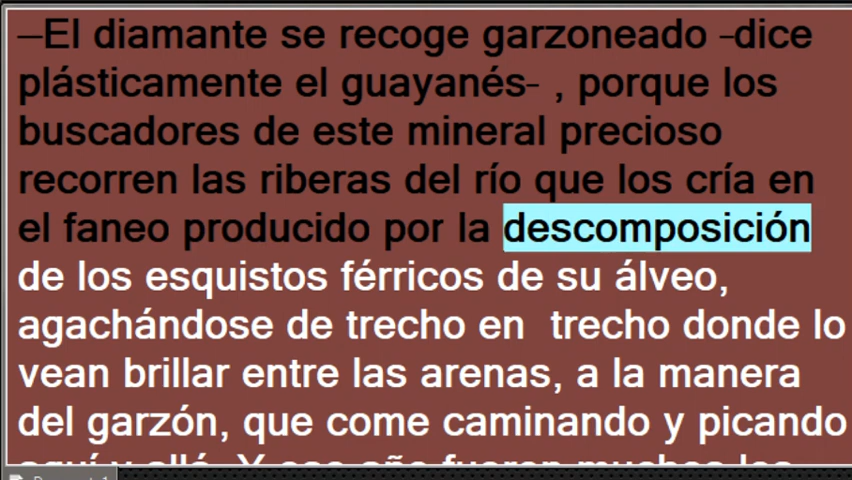 –El diamante se recoge garzoneado -dice
plásticamente el guayanés- , porque los
buscadores de este mineral precioso
recorren las riberas del río que los cría en
el faneo producido por la descomposición
de los esquistos férricos de su álveo,
agachándose de trecho en  trecho donde lo
vean brillar entre las arenas, a la manera
del garzón, que come caminando y picando